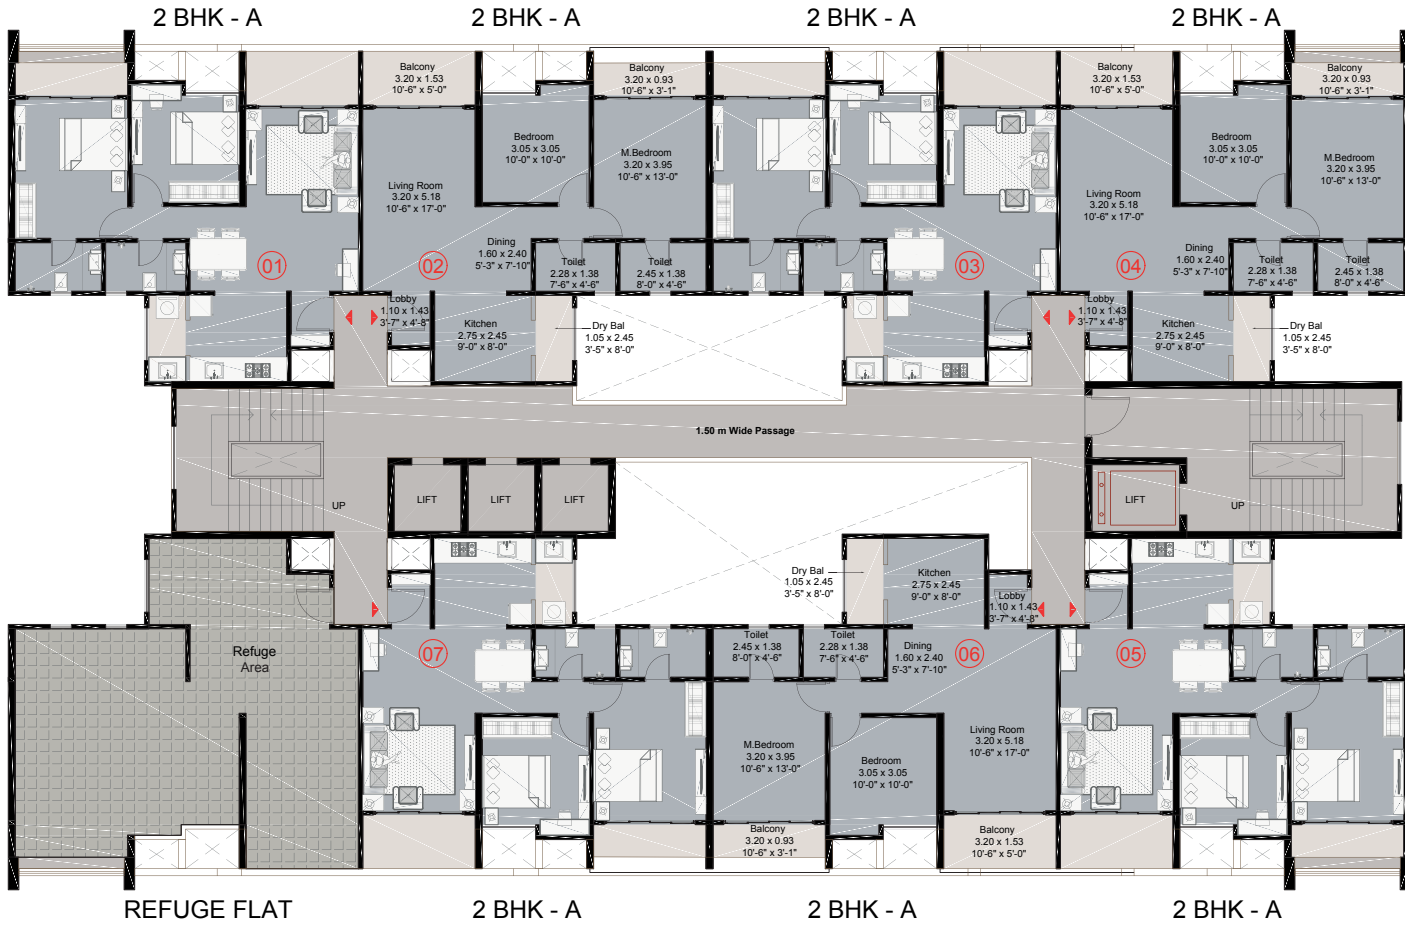 2 BHK - A
2 BHK - A
2 BHK - A
2 BHK - A
Balcony
3.20 x 1.53
10'-6" x 5'-0"
Balcony
3.20 x 0.93
10'-6" x 3'-1"
Balcony
3.20 x 1.53
10'-6" x 5'-0"
Balcony
3.20 x 0.93
10'-6" x 3'-1"
Bedroom
3.05 x 3.05
10'-0" x 10'-0"
M.Bedroom
3.20 x 3.95
10'-6" x 13'-0"
Bedroom
3.05 x 3.05
10'-0" x 10'-0"
M.Bedroom
3.20 x 3.95
10'-6" x 13'-0"
Living Room
3.20 x 5.18
10'-6" x 17'-0"
Living Room
3.20 x 5.18
10'-6" x 17'-0"
01
02
Dining
1.60 x 2.40
5'-3" x 7'-10"
Toilet
2.28 x 1.38
7'-6" x 4'-6"
Toilet
2.45 x 1.38
8'-0" x 4'-6"
03
04
Dining
1.60 x 2.40
5'-3" x 7'-10"
Toilet
2.28 x 1.38
7'-6" x 4'-6"
Toilet
2.45 x 1.38
8'-0" x 4'-6"
Lobby
1.10 x 1.43
3'-7" x 4'-8"
Kitchen
2.75 x 2.45
9'-0" x 8'-0"
Dry Bal
1.05 x 2.45
3'-5" x 8'-0"
Lobby
1.10 x 1.43
3'-7" x 4'-8"
Kitchen
2.75 x 2.45
9'-0" x 8'-0"
Dry Bal
1.05 x 2.45
3'-5" x 8'-0"
1.50 m Wide Passage
UP
LIFT
LIFT
LIFT
LIFT
UP
Dry Bal
1.05 x 2.45
3'-5" x 8'-0"
Kitchen
2.75 x 2.45
9'-0" x 8'-0"
Lobby
1.10 x 1.43
3'-7" x 4'-8"
Refuge
Area
07
Toilet
2.45 x 1.38
8'-0" x 4'-6"
Toilet
2.28 x 1.38
7'-6" x 4'-6"
Dining
1.60 x 2.40
5'-3" x 7'-10"
06
05
M.Bedroom
3.20 x 3.95
10'-6" x 13'-0"
Bedroom
3.05 x 3.05
10'-0" x 10'-0"
Living Room
3.20 x 5.18
10'-6" x 17'-0"
Balcony
3.20 x 0.93
10'-6" x 3'-1"
Balcony
3.20 x 1.53
10'-6" x 5'-0"
REFUGE FLAT
2 BHK - A
2 BHK - A
2 BHK - A